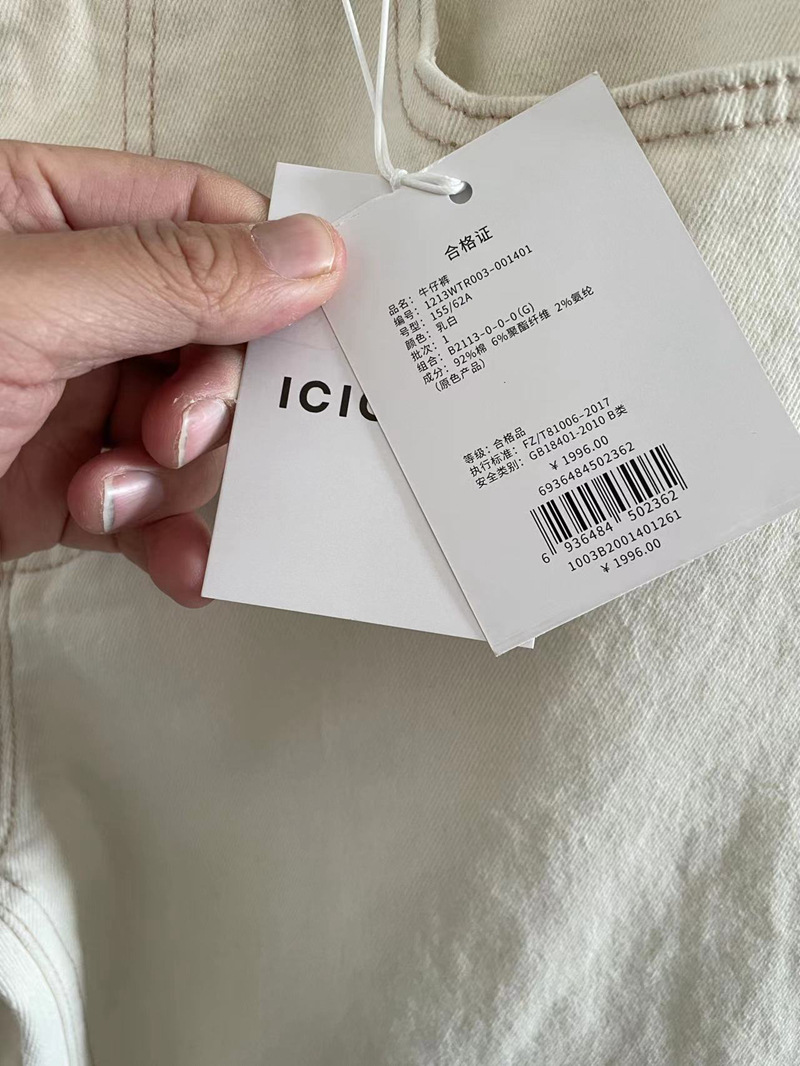 合格证
品名: 牛仔裤
编号: 1213WTR003-001401
号型: 155/62A
颜色: 乳白
批次: 1
组合: B2113-0-0-0(G)
成分: 92%棉 6%聚酯纤维 2%氨纶
(原色产品)
ICIC
等级: 合格品
执行标准: FZ/T81006-2017
安全类别: GB18401-2010 B类
¥ 1996.00
6936484502362
6 936484 502362
1003B2001401261
¥ 1996.00